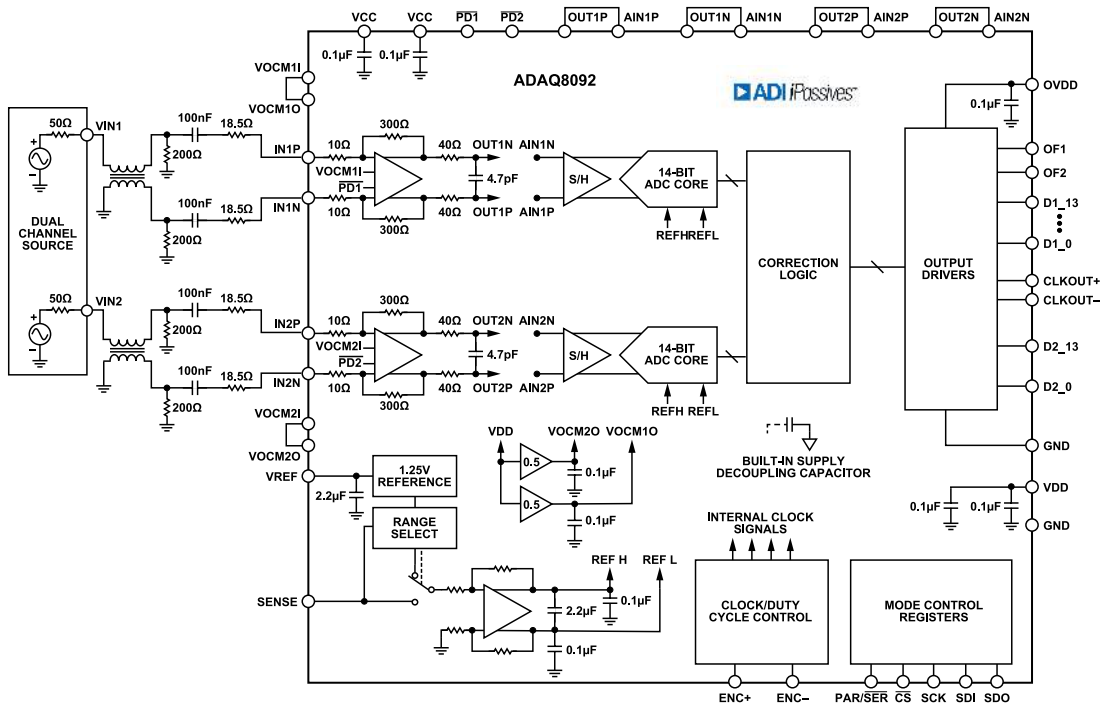 VCC
VCC
PD1
PD2
OUT1P
AIN1P
OUT1N
AIN1N
OUT2P
AIN2P
OUT2N
AIN2N
0.1µF
0.1µF
ADAQ8092
ADI iPassives™
VOCM1I
VOCM1O
OVDD
0.1µF
50Ω
VIN1
100nF
18.5Ω
200Ω
IN1P
10Ω
300Ω
40Ω
OUT1N
AIN1N
VOCM1I
PD1
4.7pF
S/H
14-BIT
ADC CORE
100nF
18.5Ω
200Ω
IN1N
10Ω
300Ω
40Ω
OUT1P
AIN1P
REFH
REFL
DUAL
CHANNEL
SOURCE
CORRECTION
LOGIC
OUTPUT
DRIVERS
OF1
OF2
D1_13
D1_0
CLKOUT+
CLKOUT–
D2_13
D2_0
GND
50Ω
VIN2
100nF
18.5Ω
200Ω
IN2P
10Ω
300Ω
40Ω
OUT2N
AIN2N
VOCM2I
PD2
4.7pF
S/H
14-BIT
ADC CORE
100nF
18.5Ω
200Ω
IN2N
10Ω
300Ω
40Ω
OUT2P
AIN2P
REFH
REFL
VOCM2I
VOCM2O
VDD
VOCM2O
VOCM1O
0.5
0.1µF
0.5
0.1µF
BUILT-IN SUPPLY
DECOUPLING CAPACITOR
VREF
2.2µF
1.25V
REFERENCE
RANGE
SELECT
VDD
0.1µF
0.1µF
GND
INTERNAL CLOCK
SIGNALS
SENSE
REF H
REF L
0.1µF
2.2µF
0.1µF
CLOCK/DUTY
CYCLE CONTROL
MODE CONTROL
REGISTERS
ENC+
ENC–
PAR/SER
CS
SCK
SDI
SDO